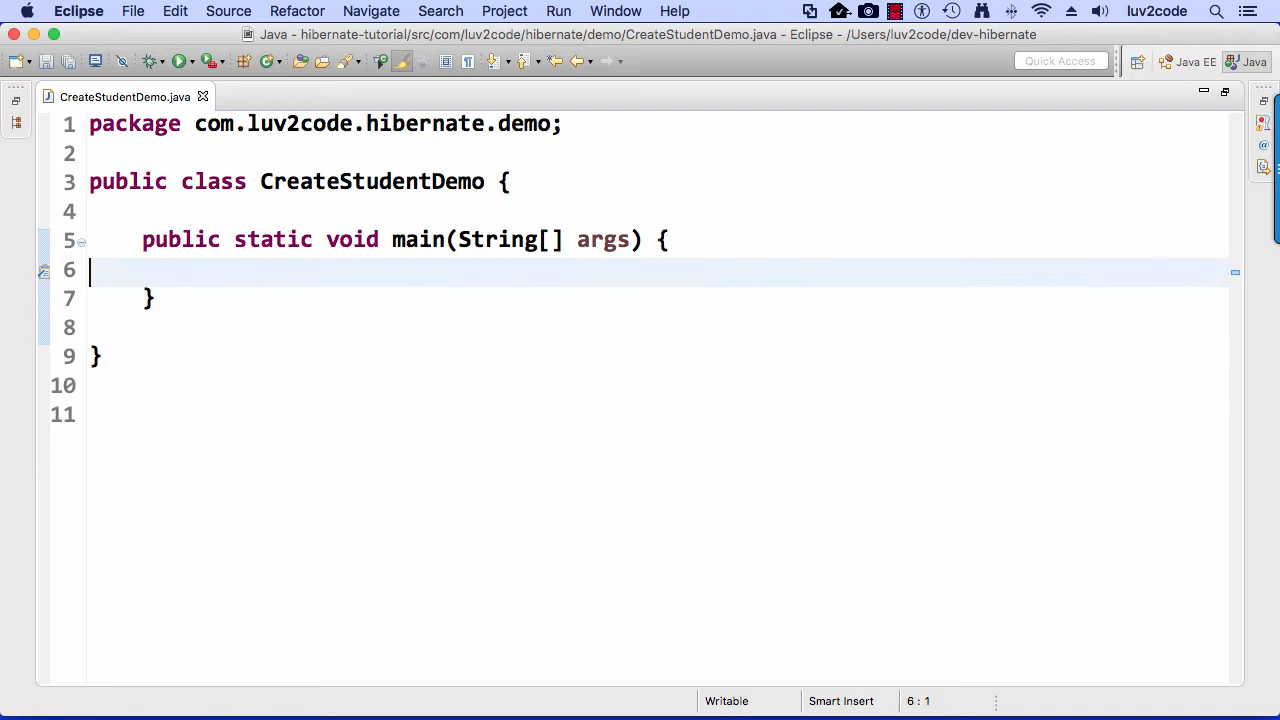 Eclipse File Edit Source Refactor Navigate Search Project Run Window Help luv2code
Java - hibernate-tutorial/src/com/luv2code/hibernate/demo/CreateStudentDemo.java - Eclipse - /Users/luv2code/dev-hibernate
Quick Access Java EE Java
CreateStudentDemo.java
1 package com.luv2code.hibernate.demo;
2
3 public class CreateStudentDemo {
4
5 public static void main(String[] args) {
6
7 }
8
9 }
10
11
Writable Smart Insert 6 : 1